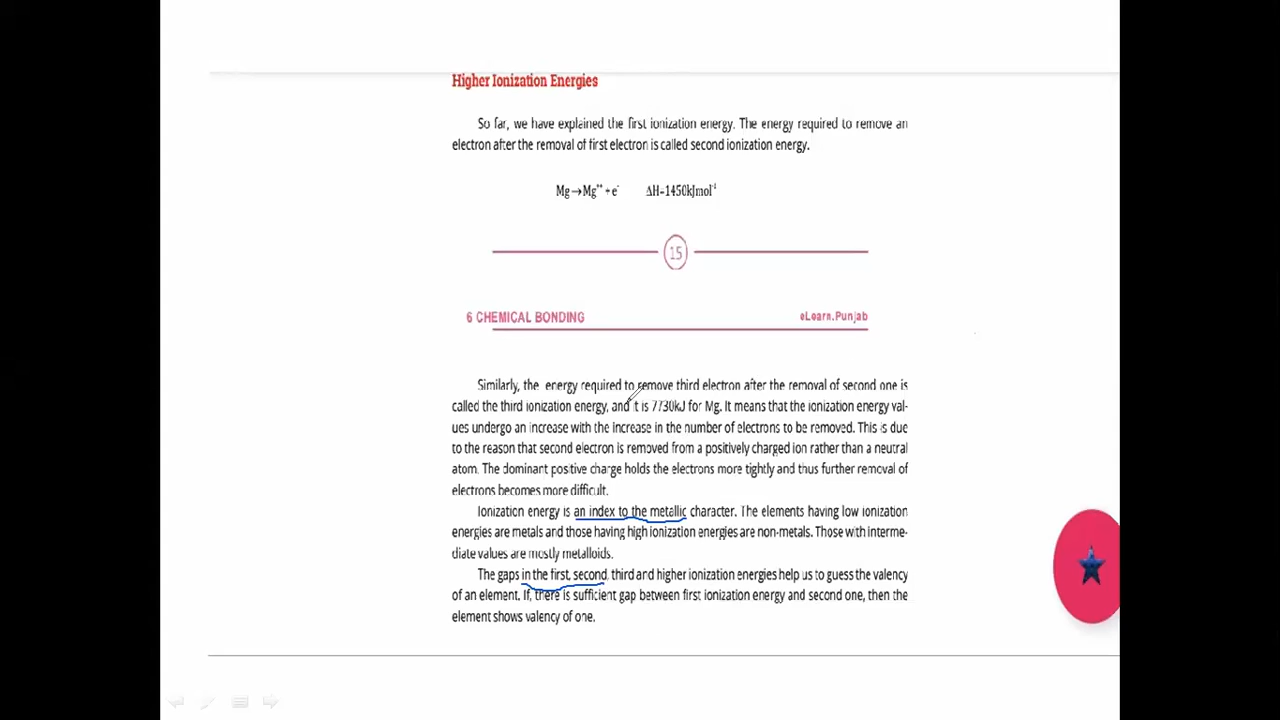 Higher Ionization Energies
So far, we have explained the first ionization energy. The energy required to remove an
electron after the removal of first electron is called second ionization energy.
Mg→Mg⁺⁺ + e⁻ ΔH=1450kJmol⁻¹
15
6 CHEMICAL BONDING eLearn.Punjab
Similarly, the energy required to remove third electron after the removal of second one is
called the third ionization energy, and it is 7730kJ for Mg. It means that the ionization energy val-
ues undergo an increase with the increase in the number of electrons to be removed. This is due
to the reason that second electron is removed from a positively charged ion rather than a neutral
atom. The dominant positive charge holds the electrons more tightly and thus further removal of
electrons becomes more difficult.
Ionization energy is an index to the metallic character. The elements having low ionization
energies are metals and those having high ionization energies are non-metals. Those with interme-
diate values are mostly metalloids.
The gaps in the first, second, third and higher ionization energies help us to guess the valency
of an element. If, there is sufficient gap between first ionization energy and second one, then the
element shows valency of one.